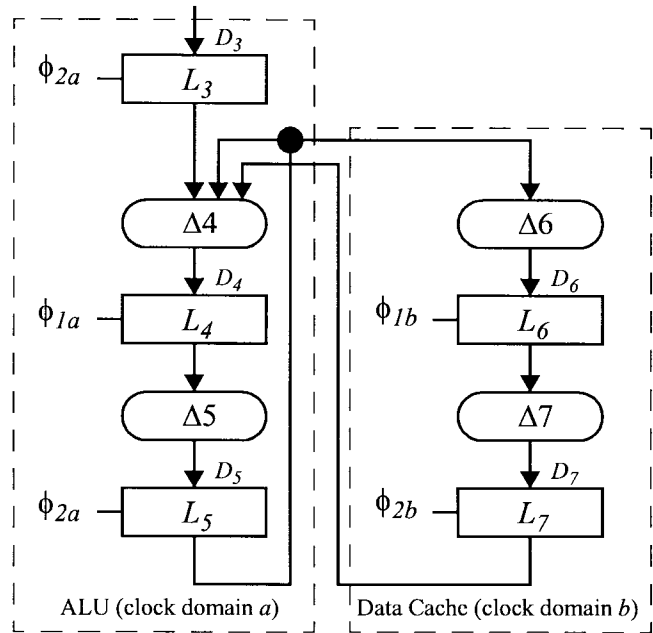 D₃
ϕ₂ₐ L₃
Δ4 Δ6
D₄ D₆
ϕ₁ₐ L₄ ϕ₁b L₆
Δ5 Δ7
D₅ D₇
ϕ₂ₐ L₅ ϕ₂b L₇
ALU (clock domain a) Data Cache (clock domain b)